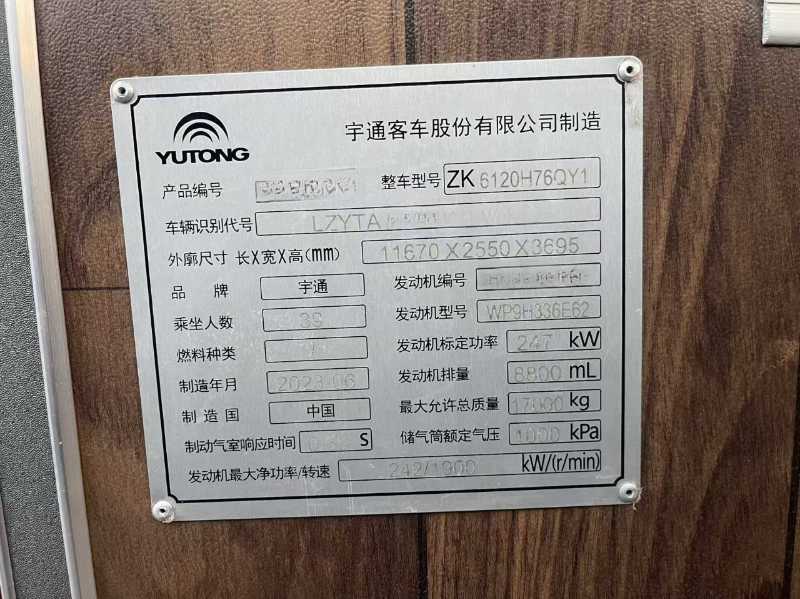 YUTONG
宇通客车股份有限公司制造
产品编号 整车型号 ZK 6120H76QY1
车辆识别代号 LZYTA
外廓尺寸 长X宽X高(mm) 11670X2550X3695
品牌 宇通 发动机编号
乘坐人数 39 发动机型号 WP9H336E62
燃料种类 发动机标定功率 247 kW
制造年月 2023.06 发动机排量 8800 mL
制造国 中国 最大允许总质量 17000 kg
制动气室响应时间 S 储气筒额定气压 1000 kPa
发动机最大净功率/转速 242/1900 kW/(r/min)